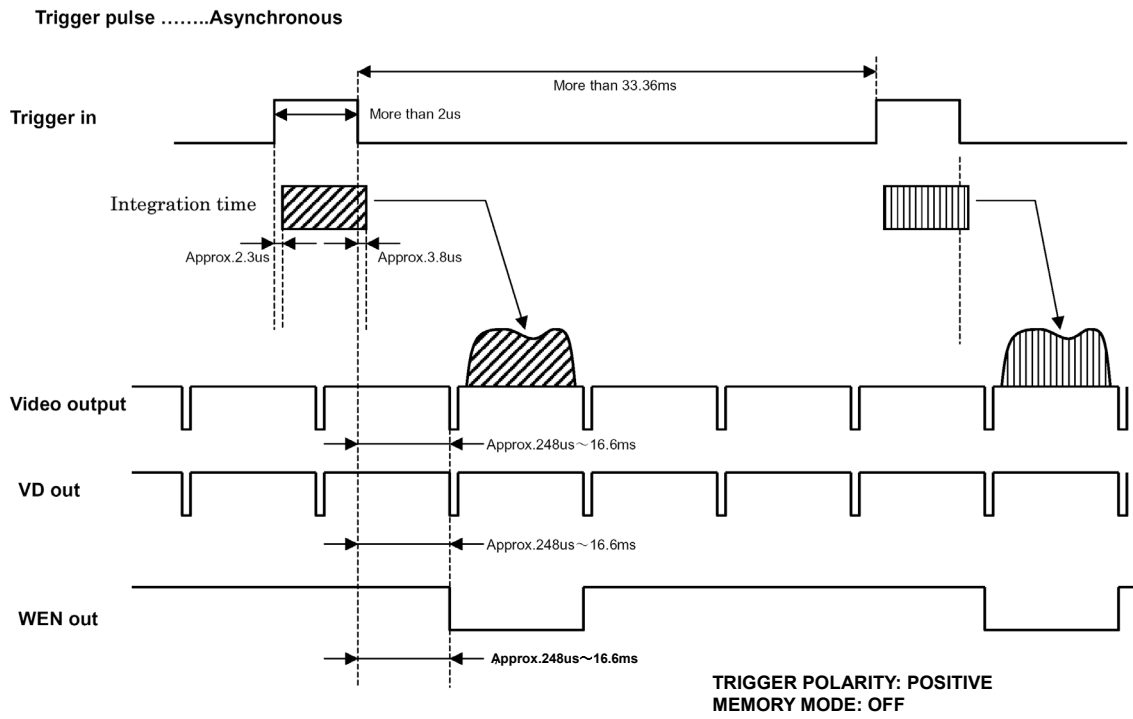 Trigger pulse ........Asynchronous
More than 33.36ms
Trigger in
More than 2us
Integration time
Approx.2.3us
Approx.3.8us
Video output
Approx.248us～16.6ms
VD out
Approx.248us～16.6ms
WEN out
Approx.248us～16.6ms
TRIGGER POLARITY: POSITIVE
MEMORY MODE: OFF